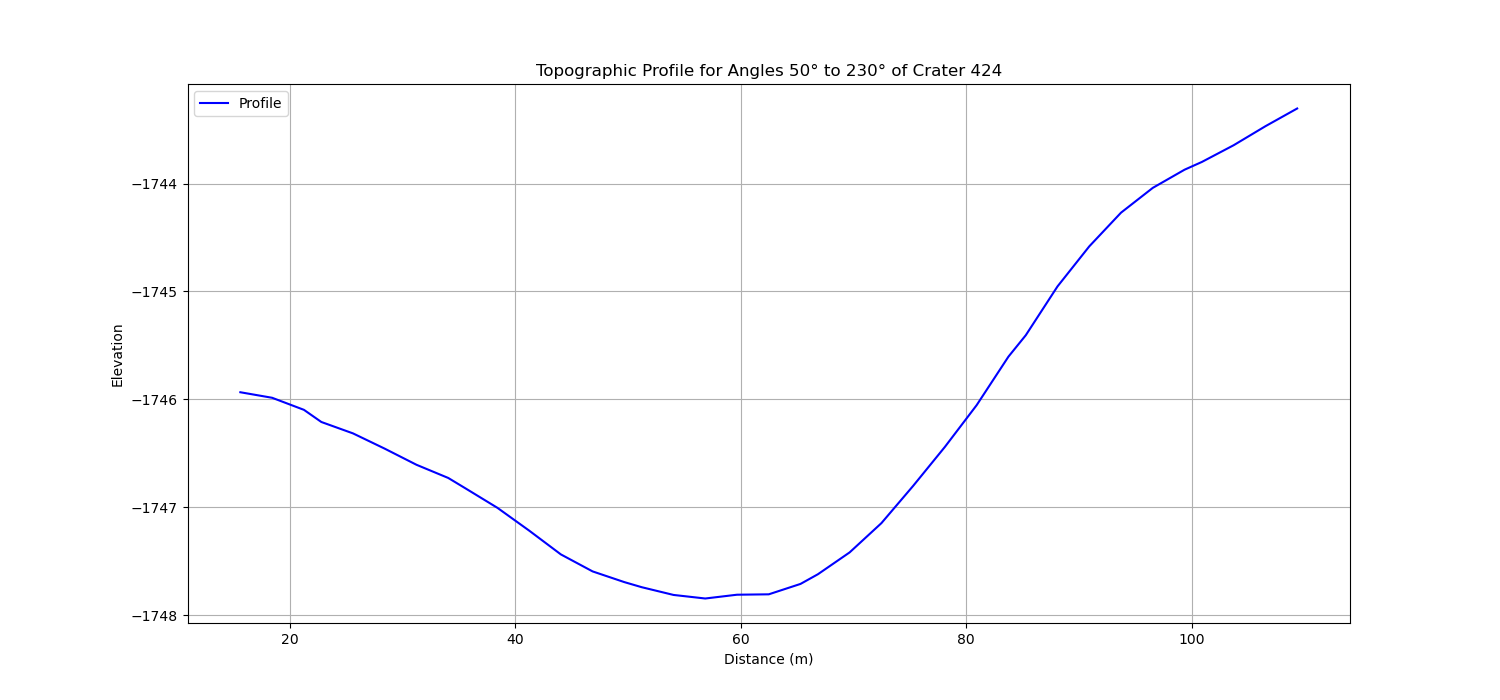 Topographic Profile for Angles 50° to 230° of Crater 424
Profile
−1744
−1745
−1746
−1747
−1748
Elevation
20
40
60
80
100
Distance (m)